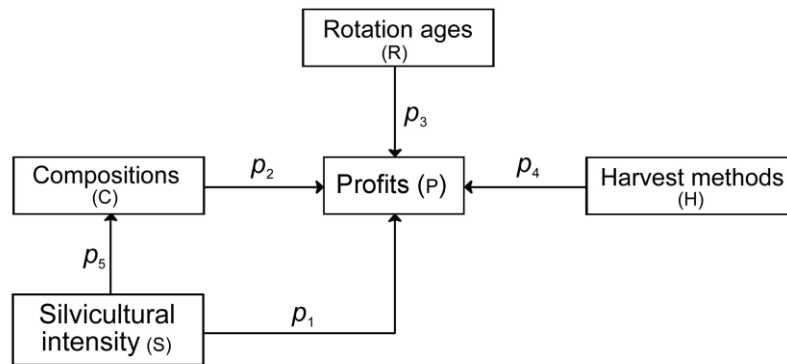 Rotation ages
(R)
p3
Compositions
(C)
p2
Profits (P)
p4
Harvest methods
(H)
p5
Silvicultural
intensity (S)
p1